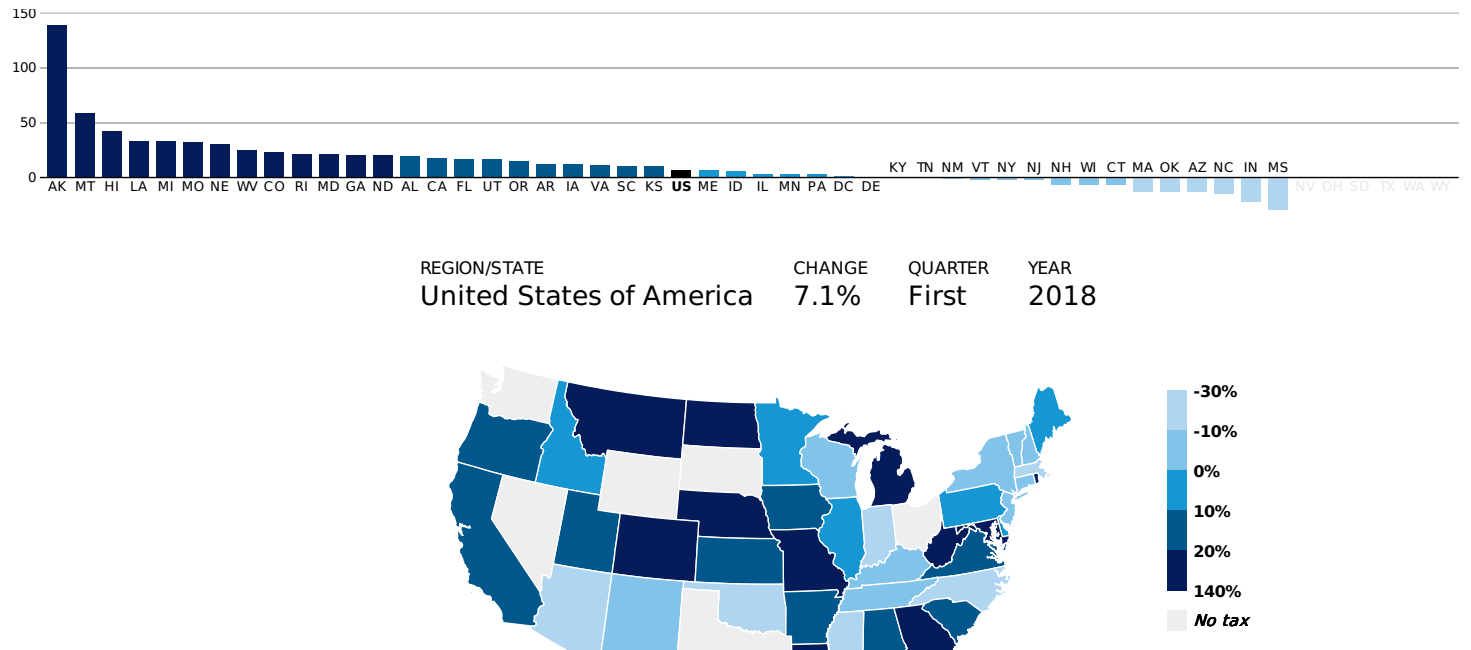 150
100
50
0
KY TN NM VT NY NJ NH WI CT MA OK AZ NC IN MS
AK MT HI LA MI MO NE WV CO RI MD GA ND AL CA FL UT OR AR IA VA SC KS US ME ID IL MN PA DC DE NV OH SD TX WA WY
REGION/STATE CHANGE QUARTER YEAR
United States of America 7.1% First 2018
-30%
-10%
0%
10%
20%
140%
No tax